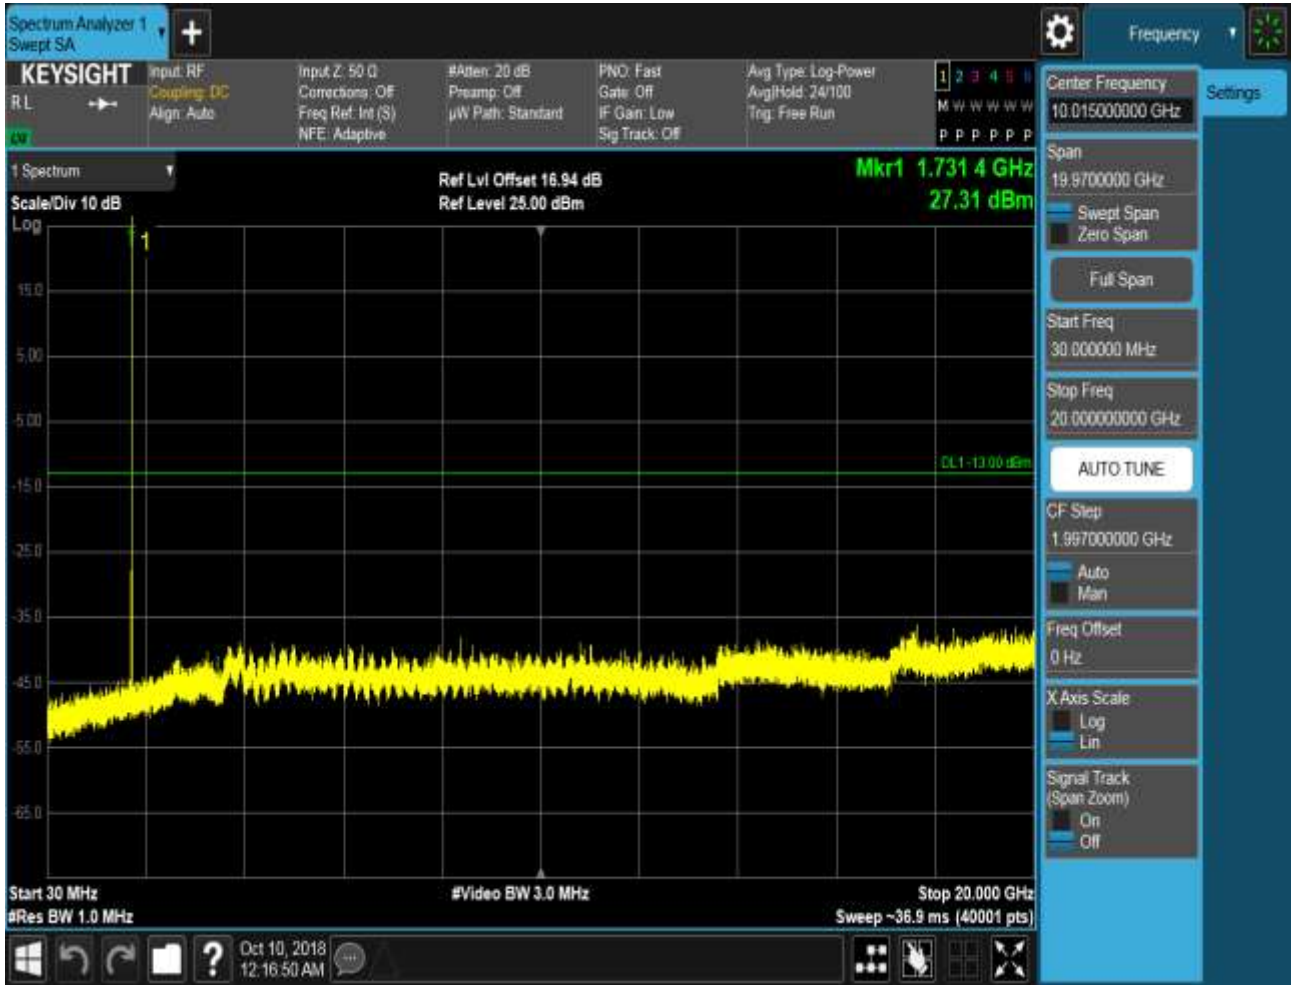 Spectrum Analyzer 1
Swept SA
Frequency
KEYSIGHT
R L
LXI
Input: RF
Coupling: DC
Align: Auto
Input Z: 50 Ω
Corrections: Off
Freq Ref: Int (S)
NFE: Adaptive
#Atten: 20 dB
Preamp: Off
µW Path: Standard
PNO: Fast
Gate: Off
IF Gain: Low
Sig Track: Off
Avg Type: Log-Power
Avg|Hold: 24/100
Trig: Free Run
1 2 3 4 5 6
M W W W W W
P P P P P P
1 Spectrum
Scale/Div 10 dB
Log
Ref Lvl Offset 16.94 dB
Ref Level 25.00 dBm
Mkr1 1.731 4 GHz
27.31 dBm
1
15.0
5.00
-5.00
DL1 -13.00 dBm
-15.0
-25.0
-35.0
-45.0
-55.0
-65.0
Start 30 MHz
#Video BW 3.0 MHz
Stop 20.000 GHz
#Res BW 1.0 MHz
Sweep ~36.9 ms (40001 pts)
Center Frequency
10.015000000 GHz
Settings
Span
19.9700000 GHz
Swept Span
Zero Span
Full Span
Start Freq
30.000000 MHz
Stop Freq
20.000000000 GHz
AUTO TUNE
CF Step
1.997000000 GHz
Auto
Man
Freq Offset
0 Hz
X Axis Scale
Log
Lin
Signal Track
(Span Zoom)
On
Off
?
Oct 10, 2018
12:16:50 AM